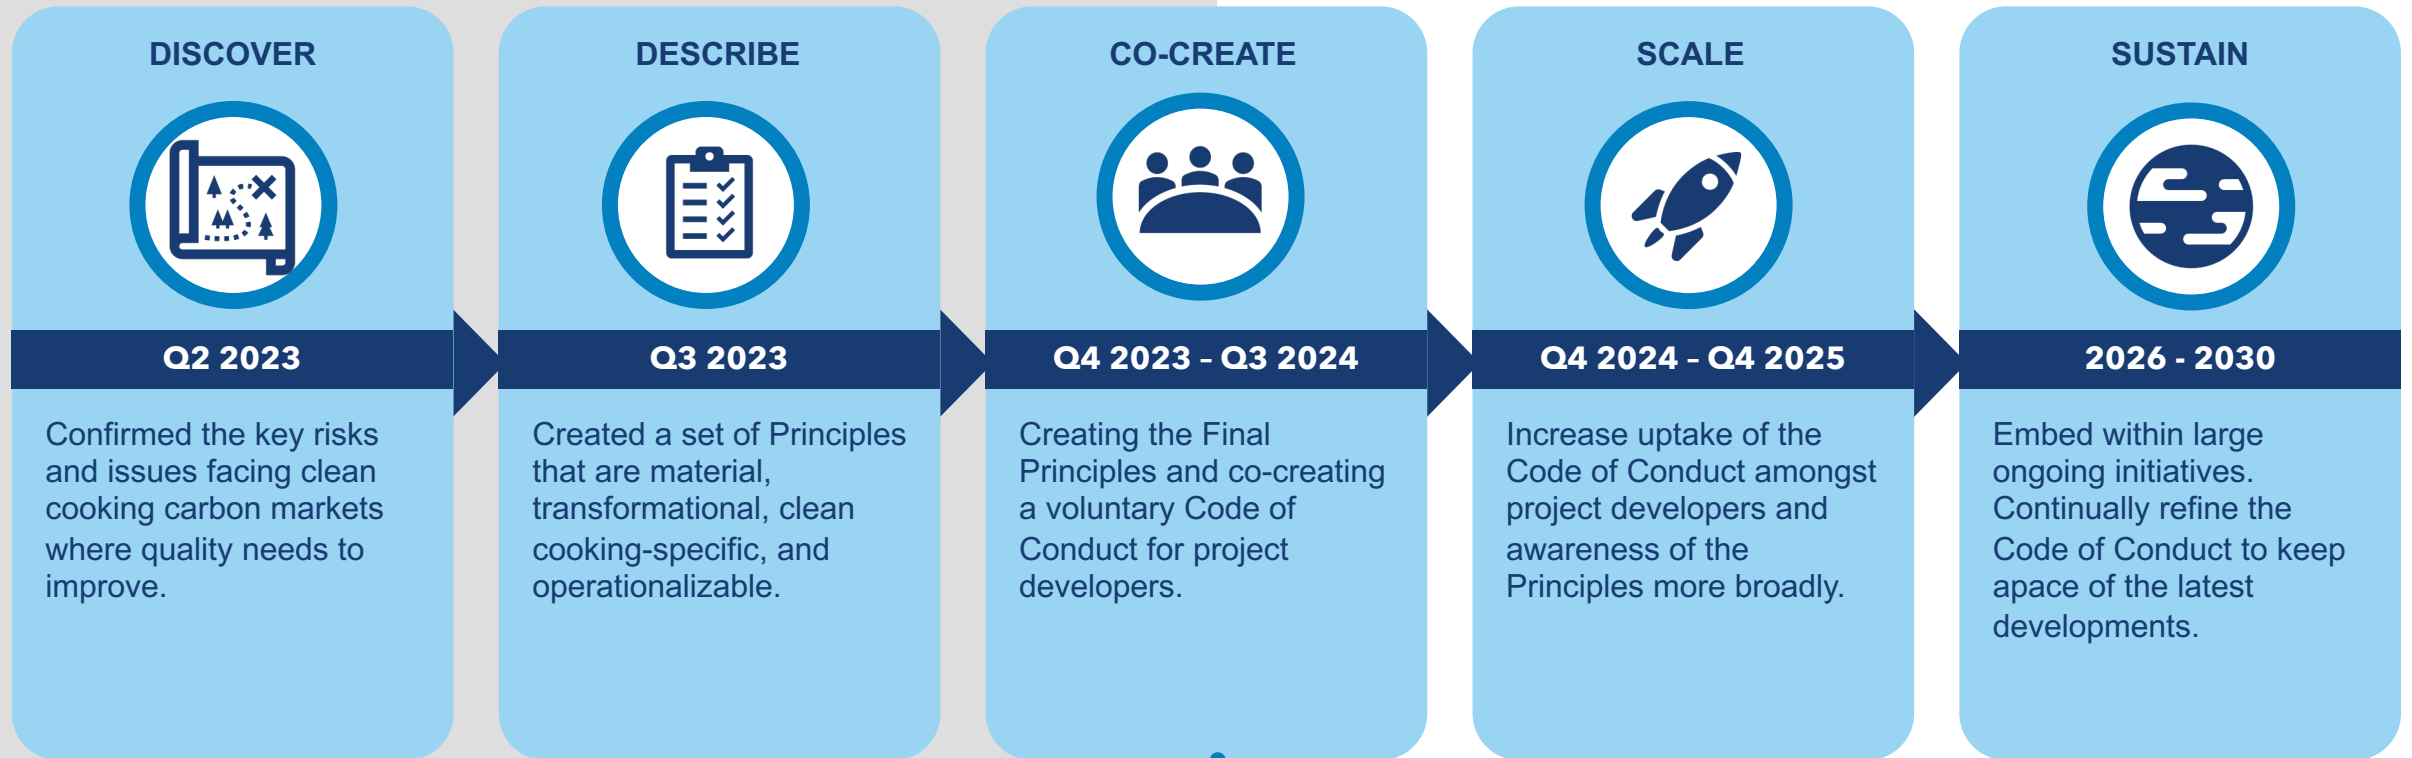 DISCOVER
Q2 2023
Confirmed the key risks
and issues facing clean
cooking carbon markets
where quality needs to
improve.
DESCRIBE
Q3 2023
Created a set of Principles
that are material,
transformational, clean
cooking-specific, and
operationalizable.
CO-CREATE
Q4 2023 – Q3 2024
Creating the Final
Principles and co-creating
a voluntary Code of
Conduct for project
developers.
SCALE
Q4 2024 – Q4 2025
Increase uptake of the
Code of Conduct amongst
project developers and
awareness of the
Principles more broadly.
SUSTAIN
2026 - 2030
Embed within large
ongoing initiatives.
Continually refine the
Code of Conduct to keep
apace of the latest
developments.